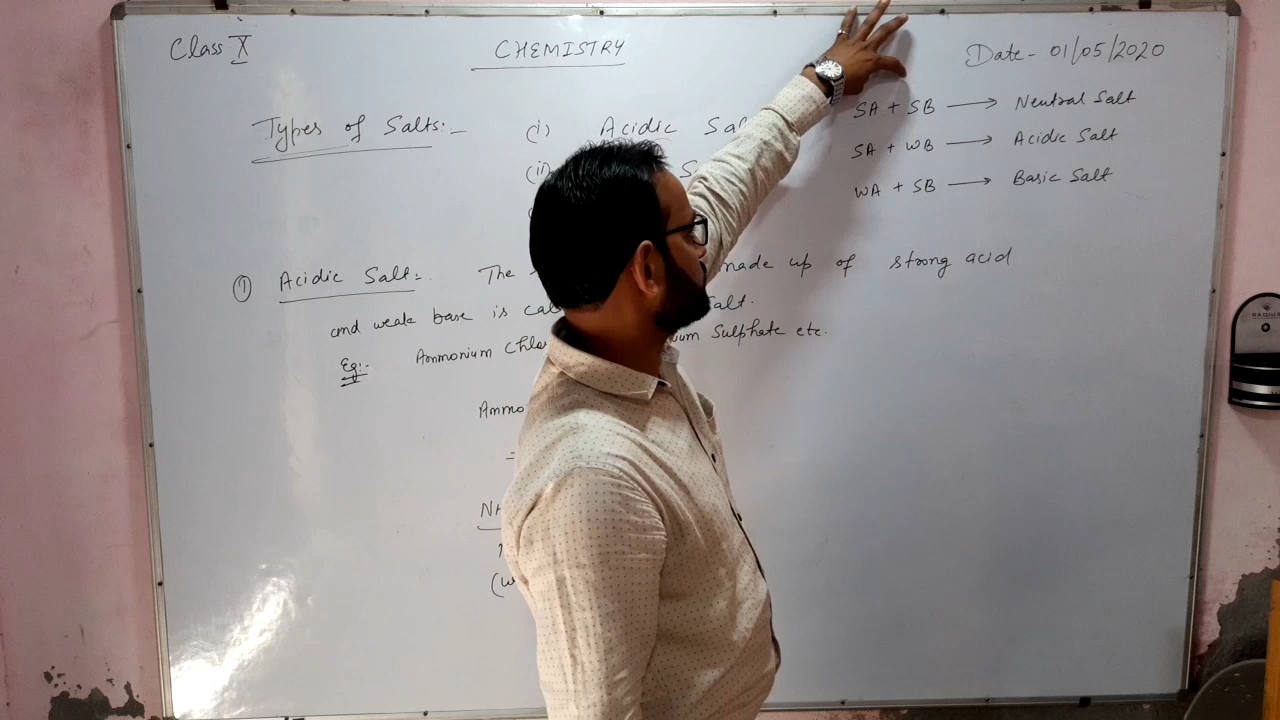 Class X
CHEMISTRY
Date- 01/05/2020
Types of Salts:-
(i) Acidic Sa
(ii) S
SA + SB → Neutral Salt
SA + WB → Acidic Salt
WA + SB → Basic Salt
① Acidic Salt:- The made up of strong acid
and weak base is cal alt.
Eg:- Ammonium Chlo um Sulphate etc.
Ammo
=
NH
(w